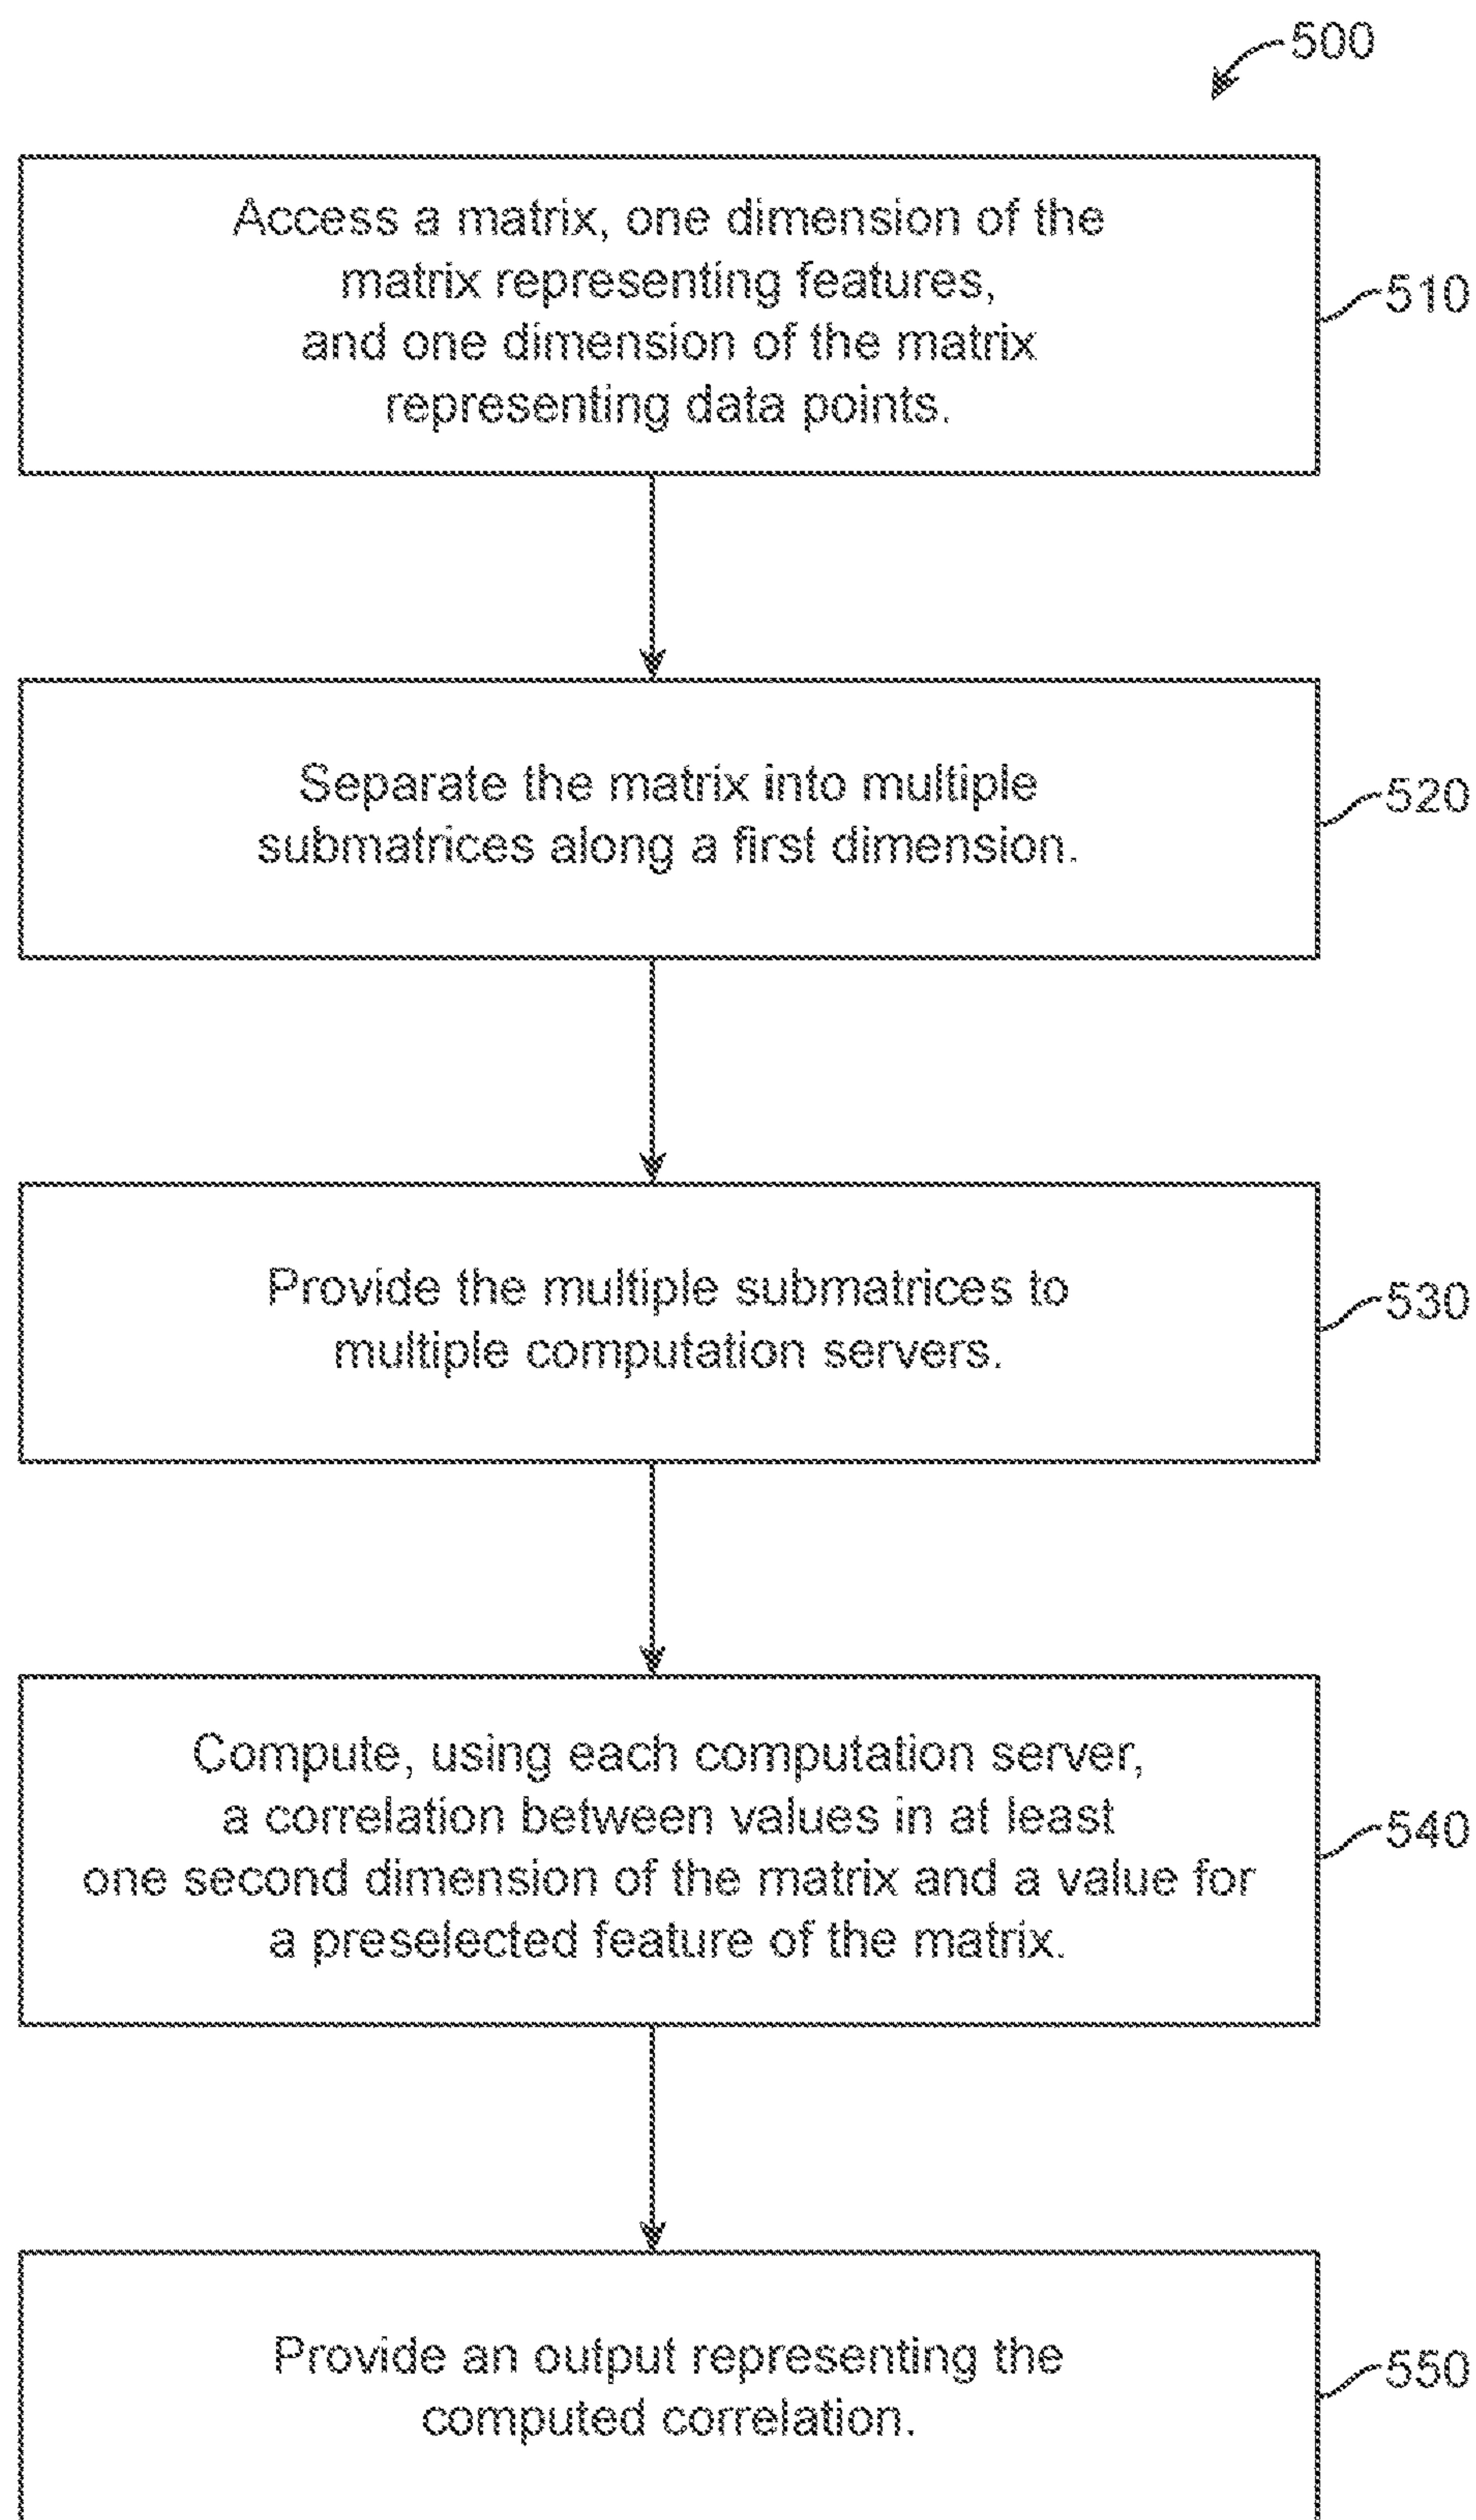 500
Access a matrix, one dimension of the
matrix representing features,
and one dimension of the matrix
representing data points.
510
Separate the matrix into multiple
submatrices along a first dimension.
520
Provide the multiple submatrices to
multiple computation servers.
530
Compute, using each computation server,
a correlation between values in at least
one second dimension of the matrix and a value for
a preselected feature of the matrix.
540
Provide an output representing the
computed correlation.
550